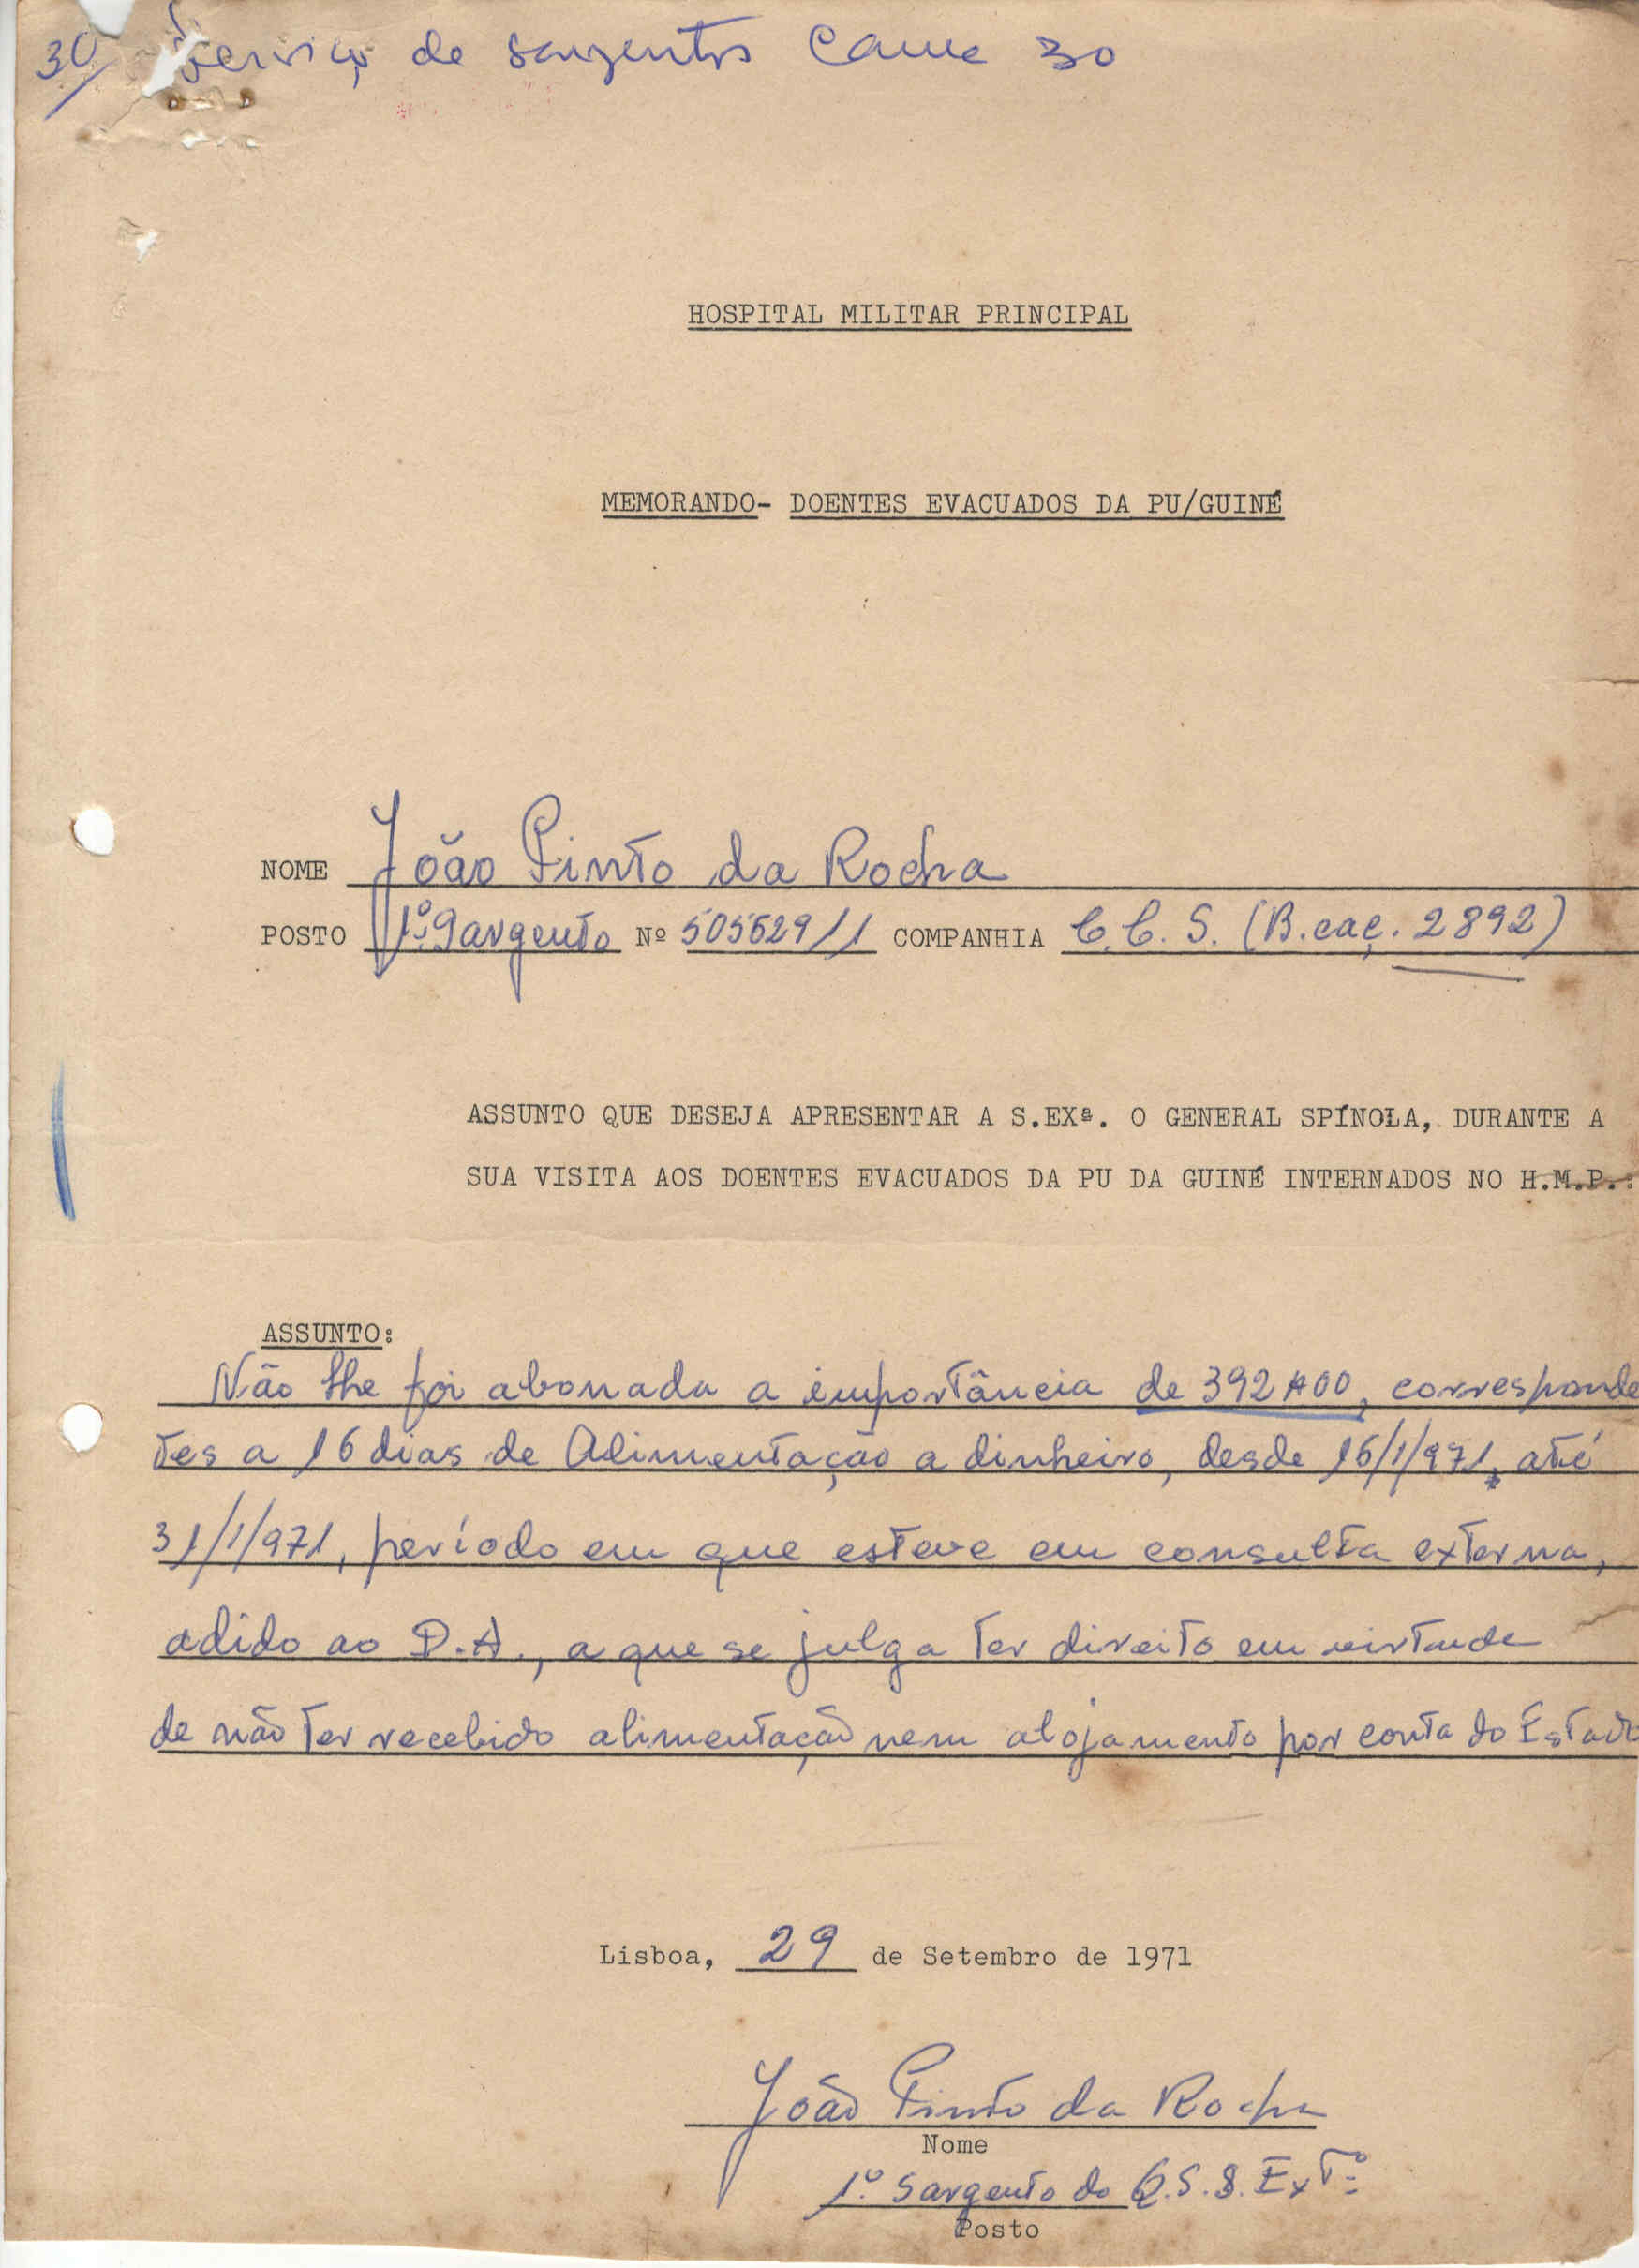 30/ Serviço de sargentos Cama 30
HOSPITAL MILITAR PRINCIPAL
MEMORANDO- DOENTES EVACUADOS DA PU/GUINÉ
NOME João Pinto da Rocha
POSTO 1º Sargento Nº 505629/11 COMPANHIA C.C.S. (B.caç. 2892)
ASSUNTO QUE DESEJA APRESENTAR A S.EXª. O GENERAL SPÍNOLA, DURANTE A
SUA VISITA AOS DOENTES EVACUADOS DA PU DA GUINÉ INTERNADOS NO H.M.P.:
ASSUNTO:
Não lhe foi abonada a importância de 392$00, corresponde
tes a 16 dias de Alimentação a dinheiro, desde 16/1/971, até
31/1/971, período em que esteve em consulta externa,
adido ao D.A., a que se julga ter direito em virtude
de não ter recebido alimentação nem alojamento por conta do Estado
Lisboa, 29 de Setembro de 1971
João Pinto da Rocha
Nome
1º Sargento do Q.S.S. Extº
Posto